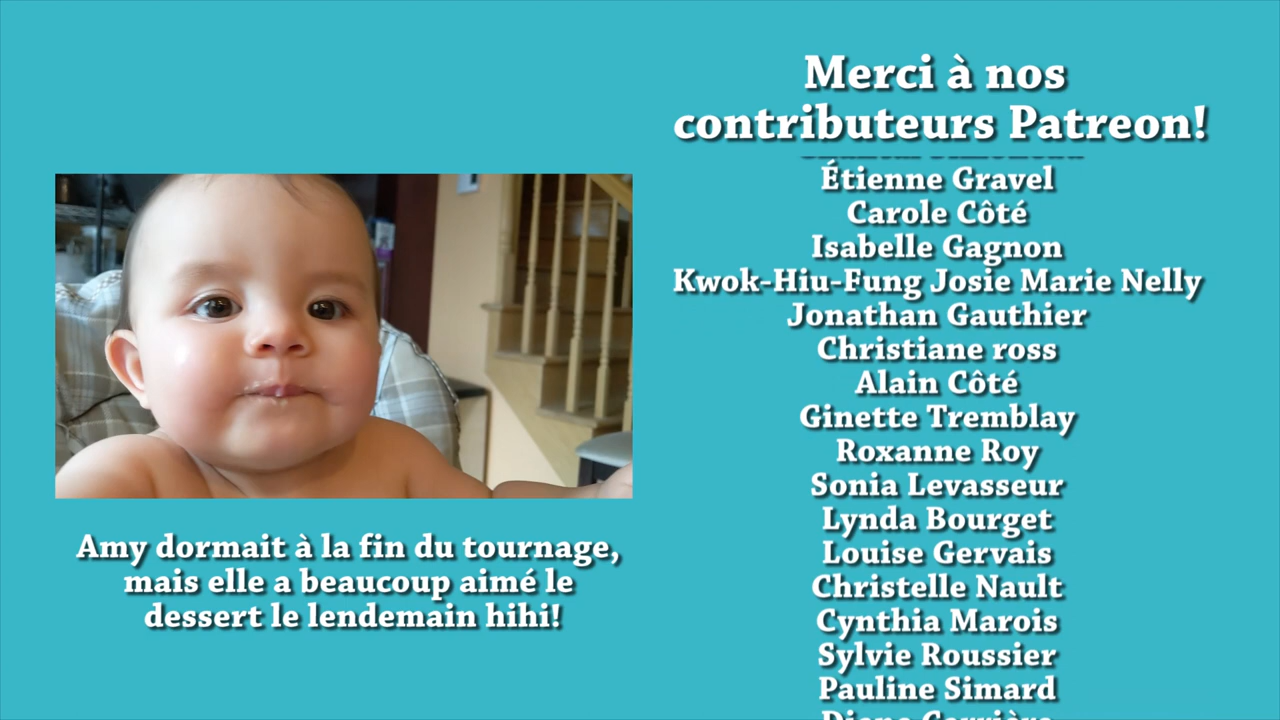 Merci à nos
contributeurs Patreon!
Étienne Gravel
Carole Côté
Isabelle Gagnon
Kwok-Hiu-Fung Josie Marie Nelly
Jonathan Gauthier
Christiane ross
Alain Côté
Ginette Tremblay
Roxanne Roy
Sonia Levasseur
Lynda Bourget
Louise Gervais
Christelle Nault
Cynthia Marois
Sylvie Roussier
Pauline Simard
Amy dormait à la fin du tournage,
mais elle a beaucoup aimé le
dessert le lendemain hihi!